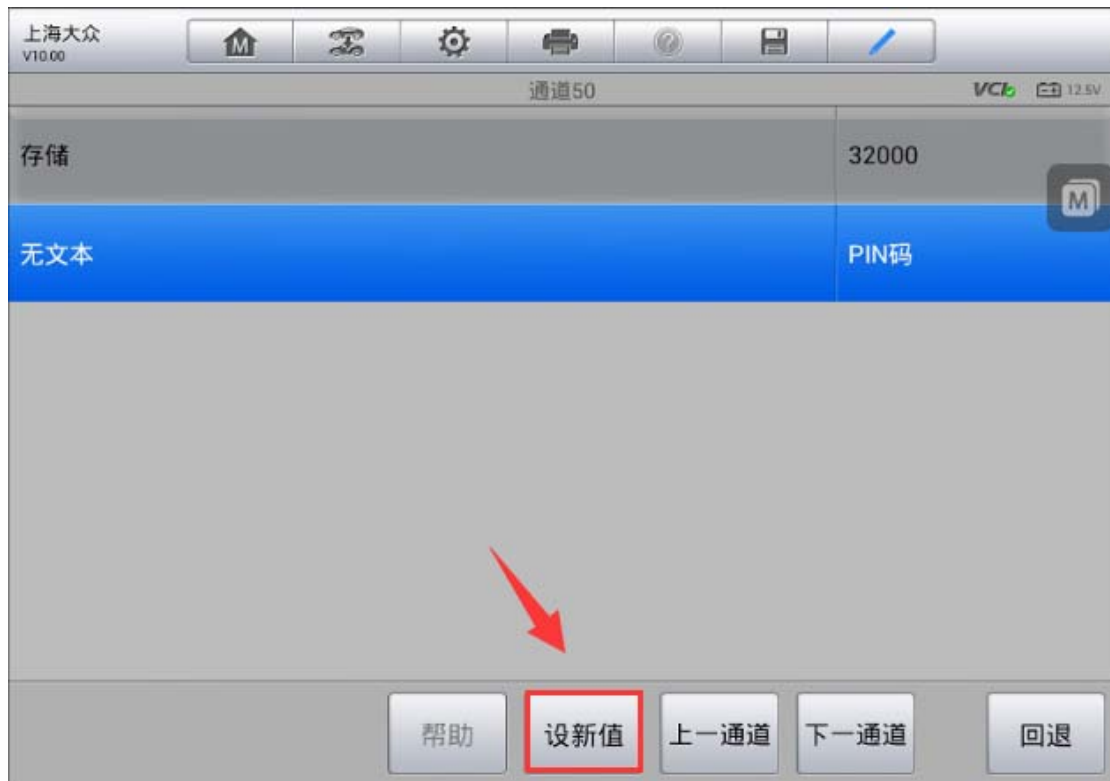 上海大众
V10.00
M
通道50
VCI
12.5V
存储 32000
M
无文本 PIN码
帮助 设新值 上一通道 下一通道 回退